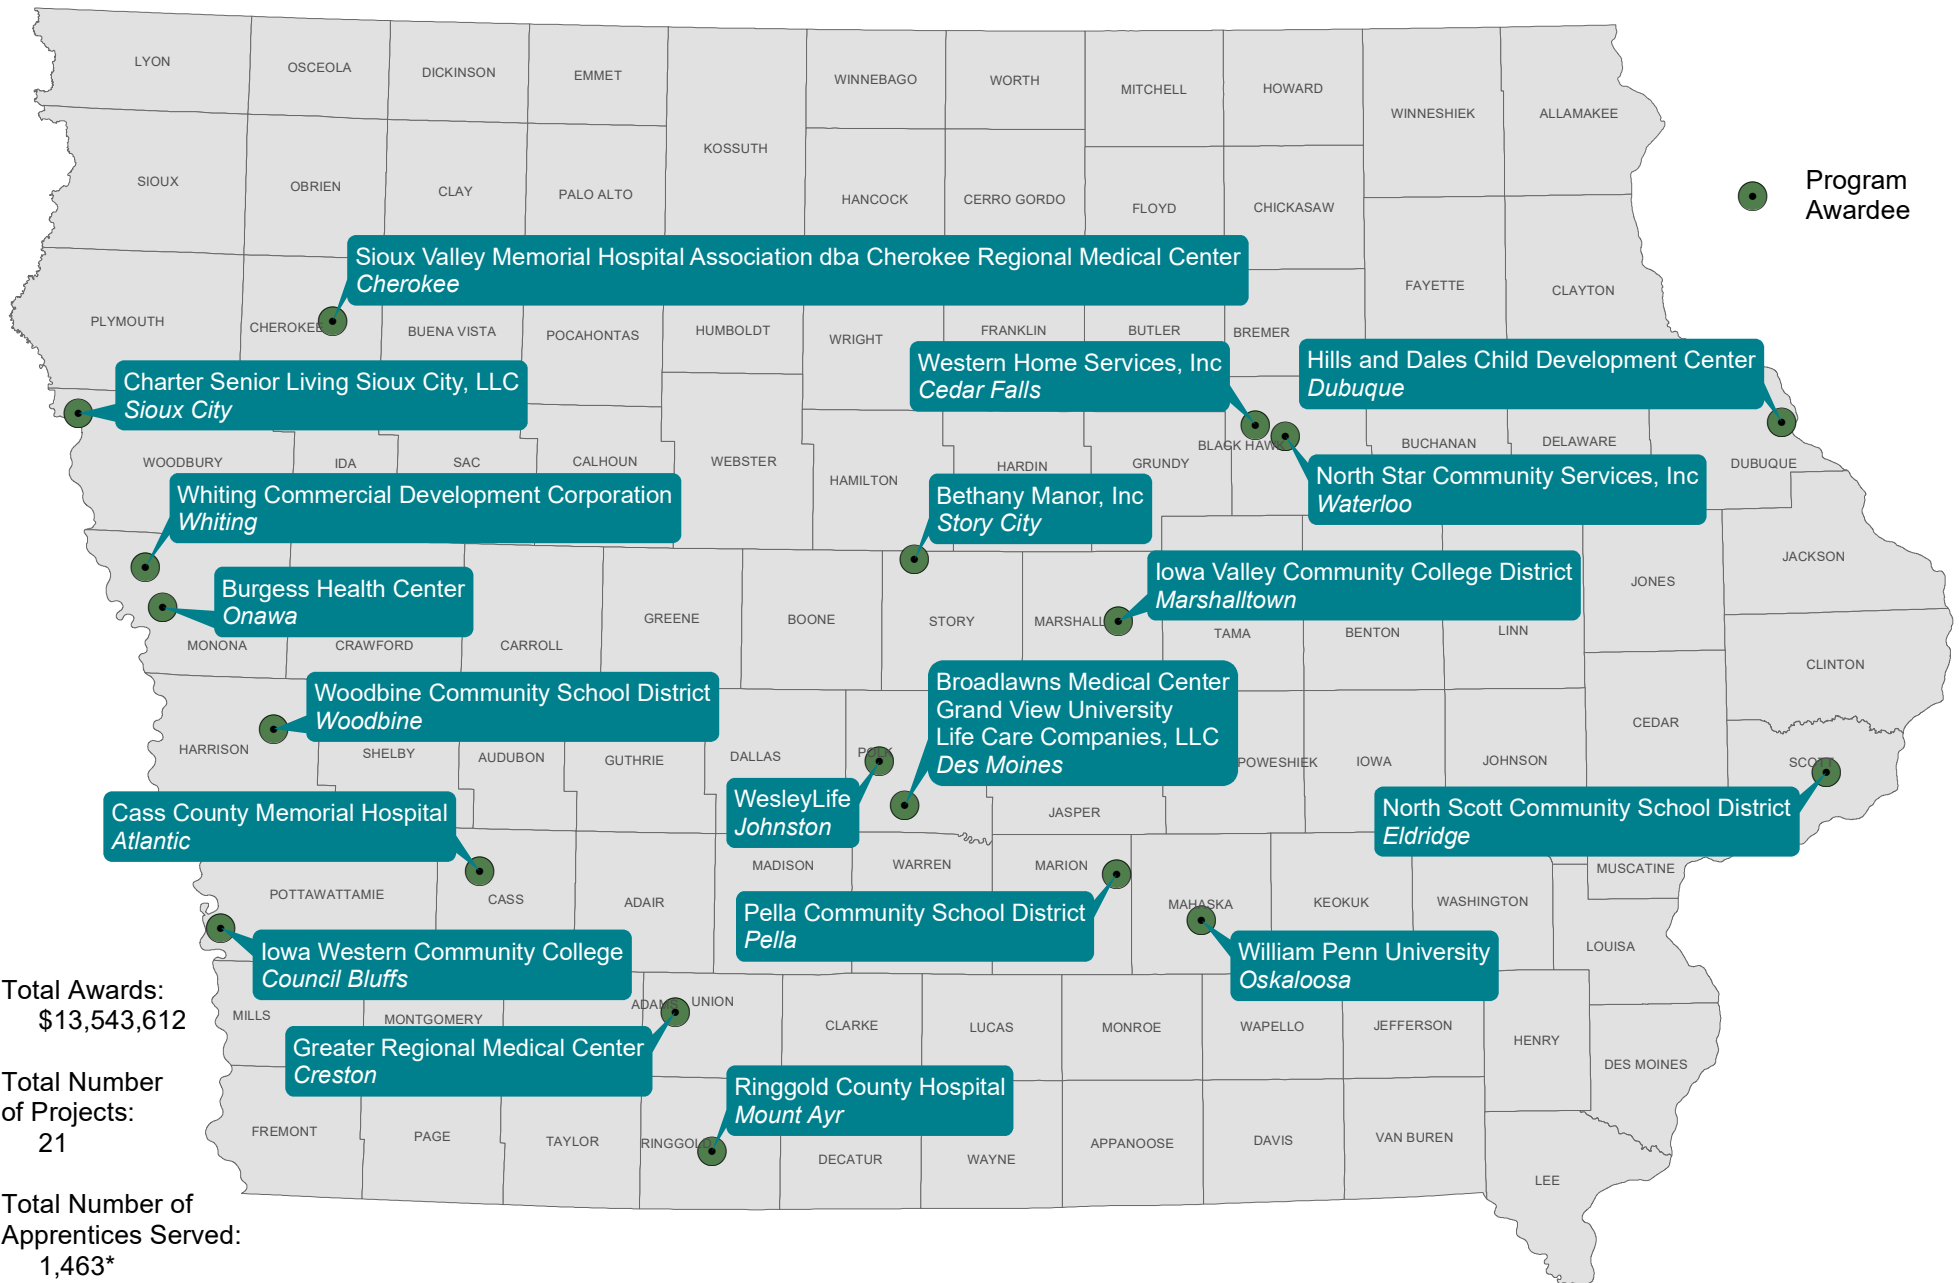 LYON
OSCEOLA
DICKINSON
EMMET
WINNEBAGO
WORTH
MITCHELL
HOWARD
WINNESHIEK
ALLAMAKEE
KOSSUTH
SIOUX
OBRIEN
CLAY
PALO ALTO
HANCOCK
CERRO GORDO
FLOYD
CHICKASAW
Program
Awardee
Sioux Valley Memorial Hospital Association dba Cherokee Regional Medical Center
Cherokee
FAYETTE
CLAYTON
PLYMOUTH
CHEROKEE
BUENA VISTA
POCAHONTAS
HUMBOLDT
WRIGHT
FRANKLIN
BUTLER
BREMER
Western Home Services, Inc
Cedar Falls
Hills and Dales Child Development Center
Dubuque
Charter Senior Living Sioux City, LLC
Sioux City
WOODBURY
IDA
SAC
CALHOUN
WEBSTER
HAMILTON
HARDIN
GRUNDY
BLACK HAWK
BUCHANAN
DELAWARE
DUBUQUE
Whiting Commercial Development Corporation
Whiting
Bethany Manor, Inc
Story City
North Star Community Services, Inc
Waterloo
Burgess Health Center
Onawa
Iowa Valley Community College District
Marshalltown
JONES
JACKSON
MONONA
CRAWFORD
CARROLL
GREENE
BOONE
STORY
MARSHALL
TAMA
BENTON
LINN
CLINTON
Woodbine Community School District
Woodbine
Broadlawns Medical Center
Grand View University
Life Care Companies, LLC
Des Moines
CEDAR
HARRISON
SHELBY
AUDUBON
GUTHRIE
DALLAS
POLK
POWESHIEK
IOWA
JOHNSON
SCOTT
WesleyLife
Johnston
JASPER
North Scott Community School District
Eldridge
Cass County Memorial Hospital
Atlantic
MUSCATINE
POTTAWATTAMIE
CASS
ADAIR
MADISON
WARREN
MARION
MAHASKA
KEOKUK
WASHINGTON
LOUISA
Pella Community School District
Pella
William Penn University
Oskaloosa
Iowa Western Community College
Council Bluffs
Total Awards:
$13,543,612
MILLS
MONTGOMERY
ADAMS
UNION
CLARKE
LUCAS
MONROE
WAPELLO
JEFFERSON
HENRY
DES MOINES
Greater Regional Medical Center
Creston
Total Number
of Projects:
21
Ringgold County Hospital
Mount Ayr
FREMONT
PAGE
TAYLOR
RINGGOLD
DECATUR
WAYNE
APPANOOSE
DAVIS
VAN BUREN
LEE
Total Number of
Apprentices Served:
1,463*